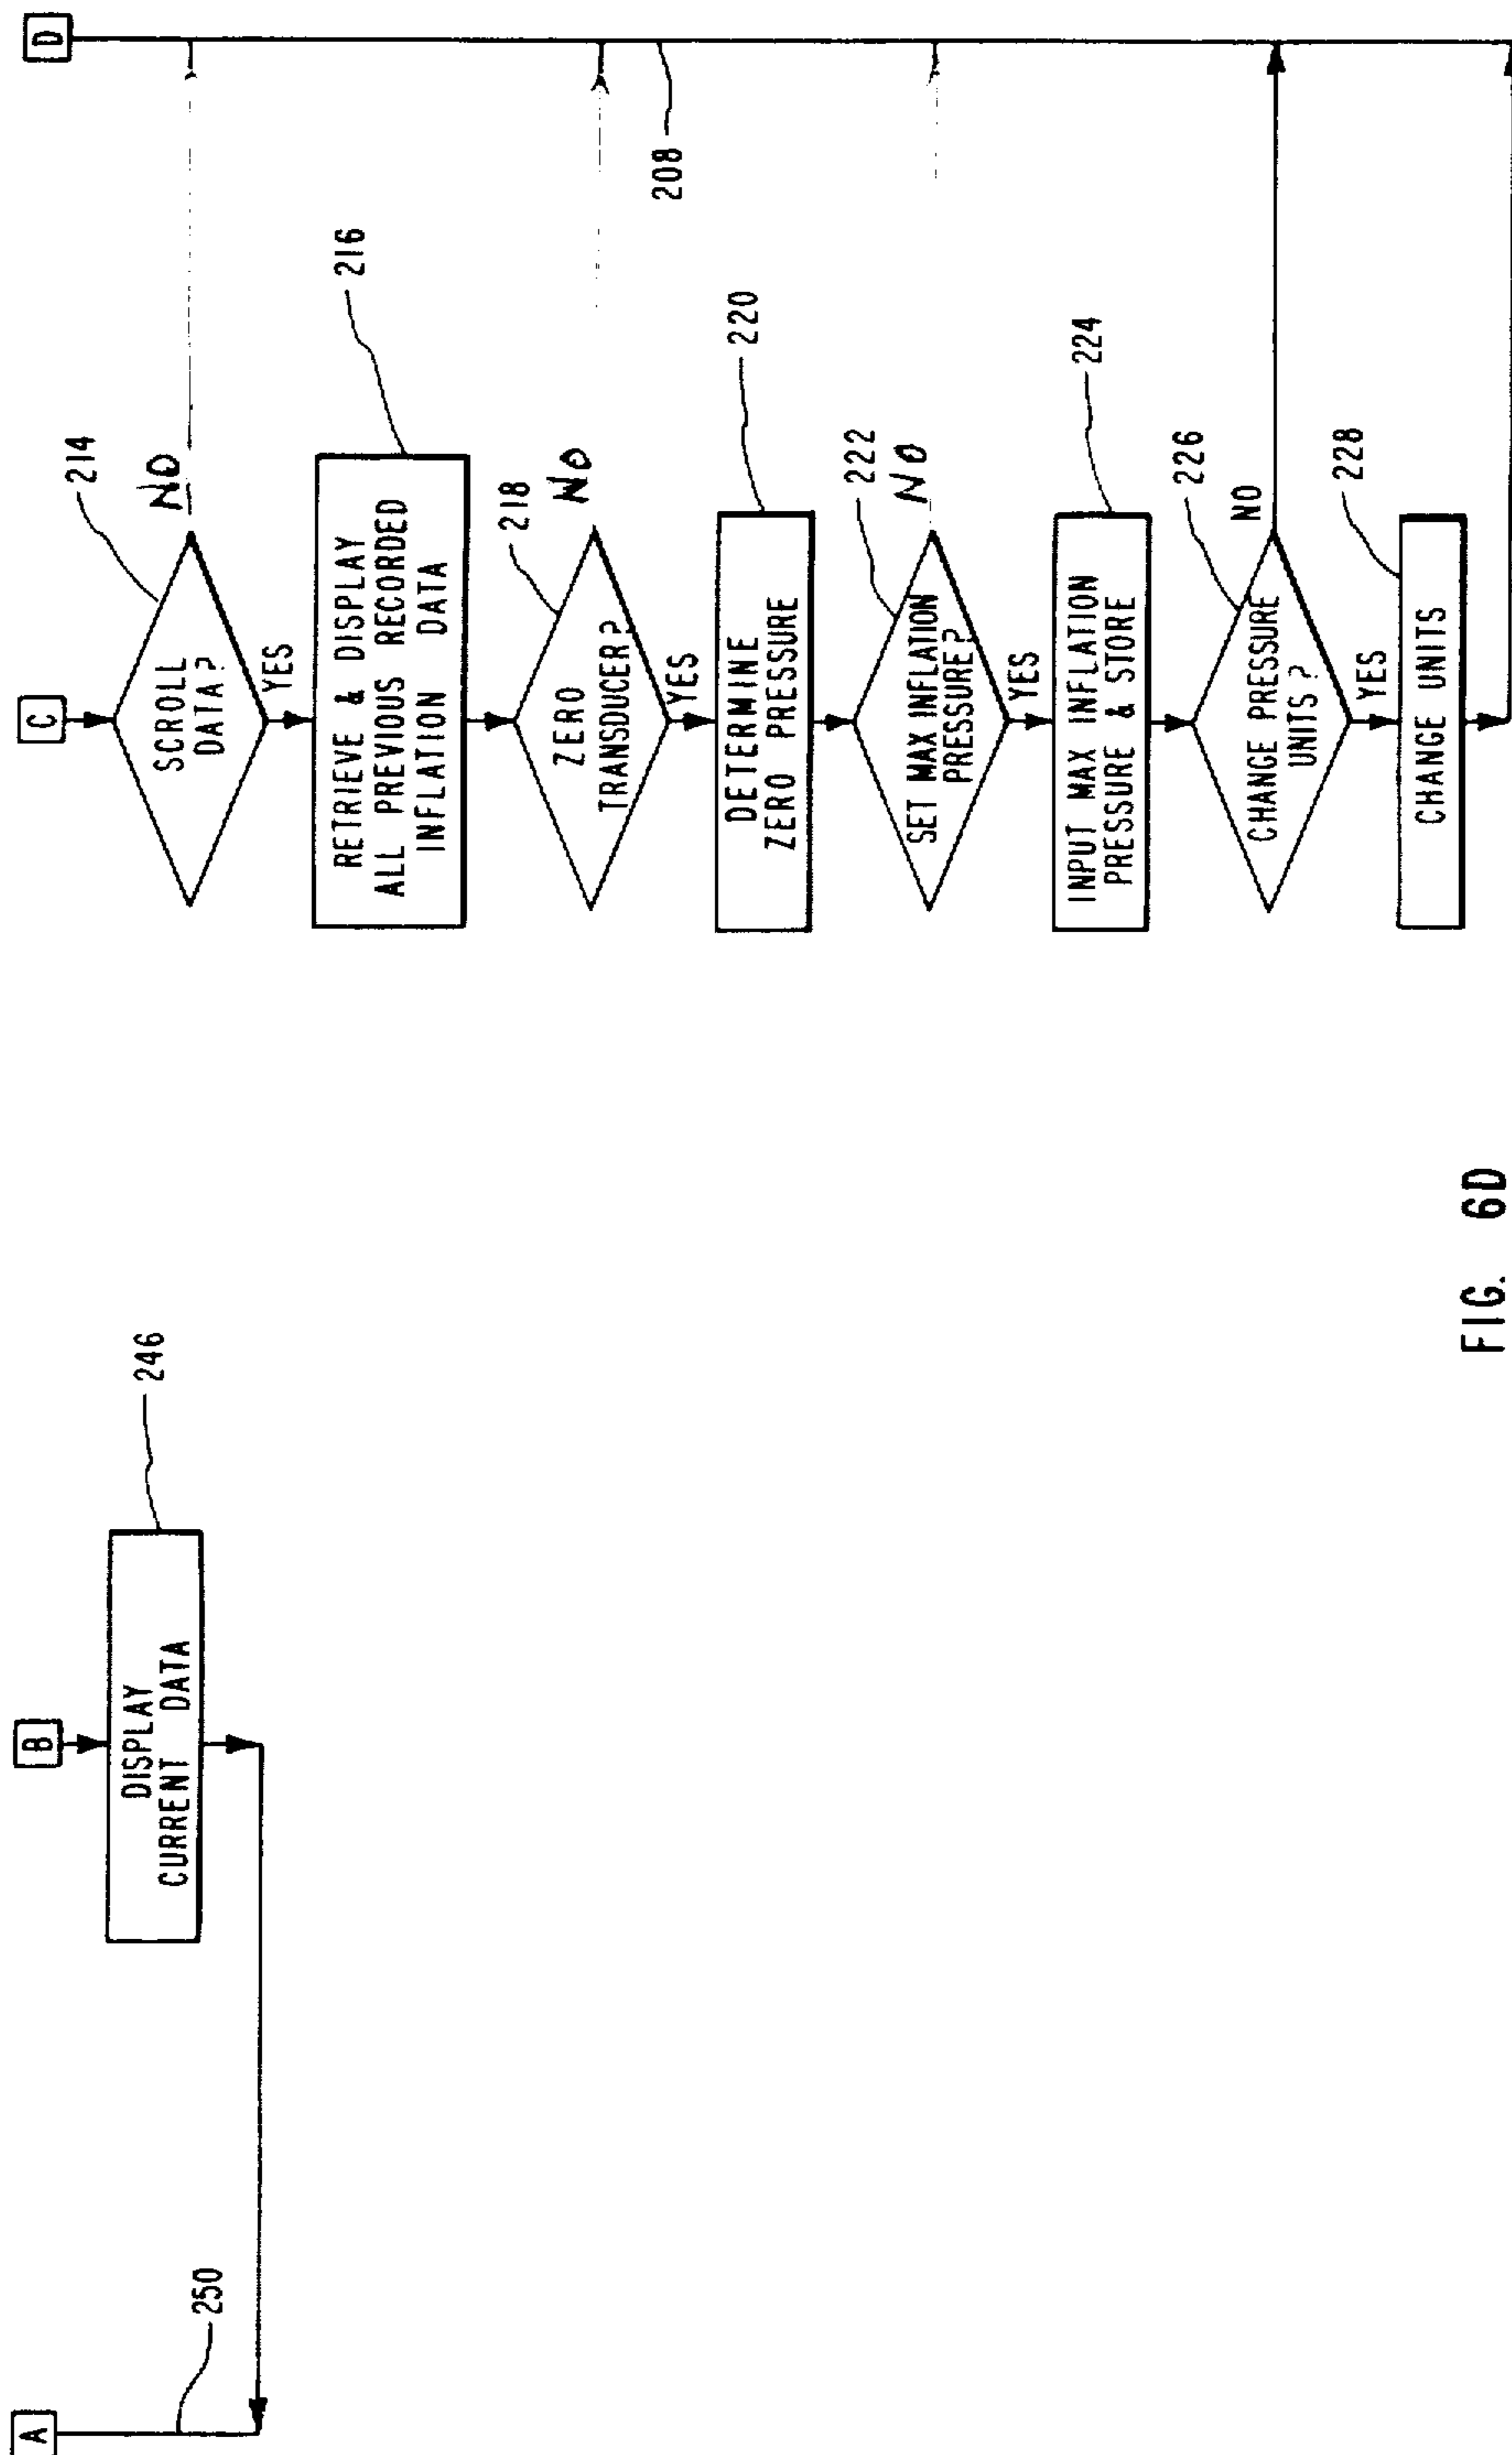 A
250
B
DISPLAY
CURRENT DATA
246
C
SCROLL
DATA?
214
NO
YES
RETRIEVE & DISPLAY
ALL PREVIOUS RECORDED
INFLATION DATA
216
ZERO
TRANSDUCER?
218
NO
YES
DETERMINE
ZERO PRESSURE
220
SET MAX INFLATION
PRESSURE?
222
NO
YES
INPUT MAX INFLATION
PRESSURE & STORE
224
CHANGE PRESSURE
UNITS?
226
NO
YES
CHANGE UNITS
228
D
208
FIG. 6D